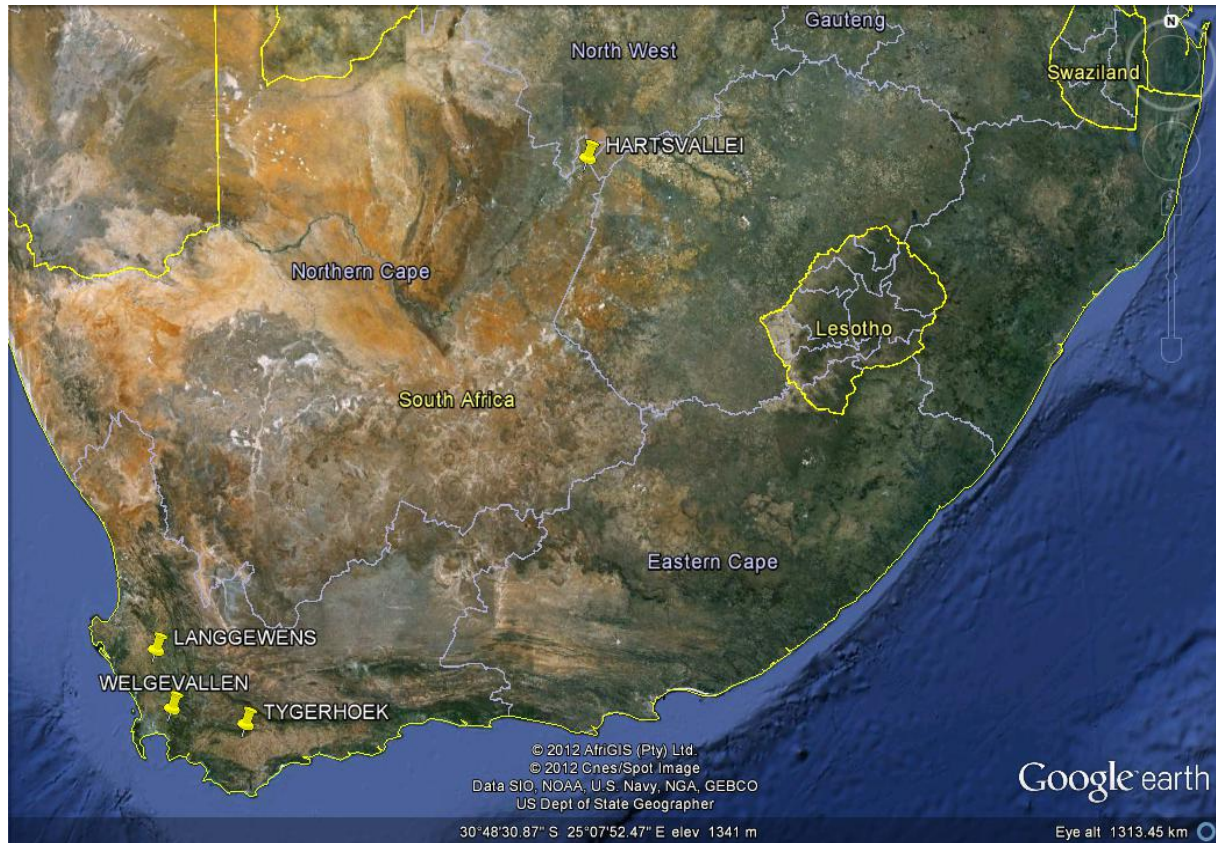 Gauteng
North West
N
Swaziland
HARTSVALLEI
Northern Cape
Lesotho
South Africa
Eastern Cape
LANGGEWENS
WELGEVALLEN
TYGERHOEK
© 2012 AfriGIS (Pty) Ltd.
© 2012 Cnes/Spot Image
Data SIO, NOAA, U.S. Navy, NGA, GEBCO
US Dept of State Geographer
Google earth
30°48'30.87" S 25°07'52.47" E elev 1341 m
Eye alt 1313.45 km